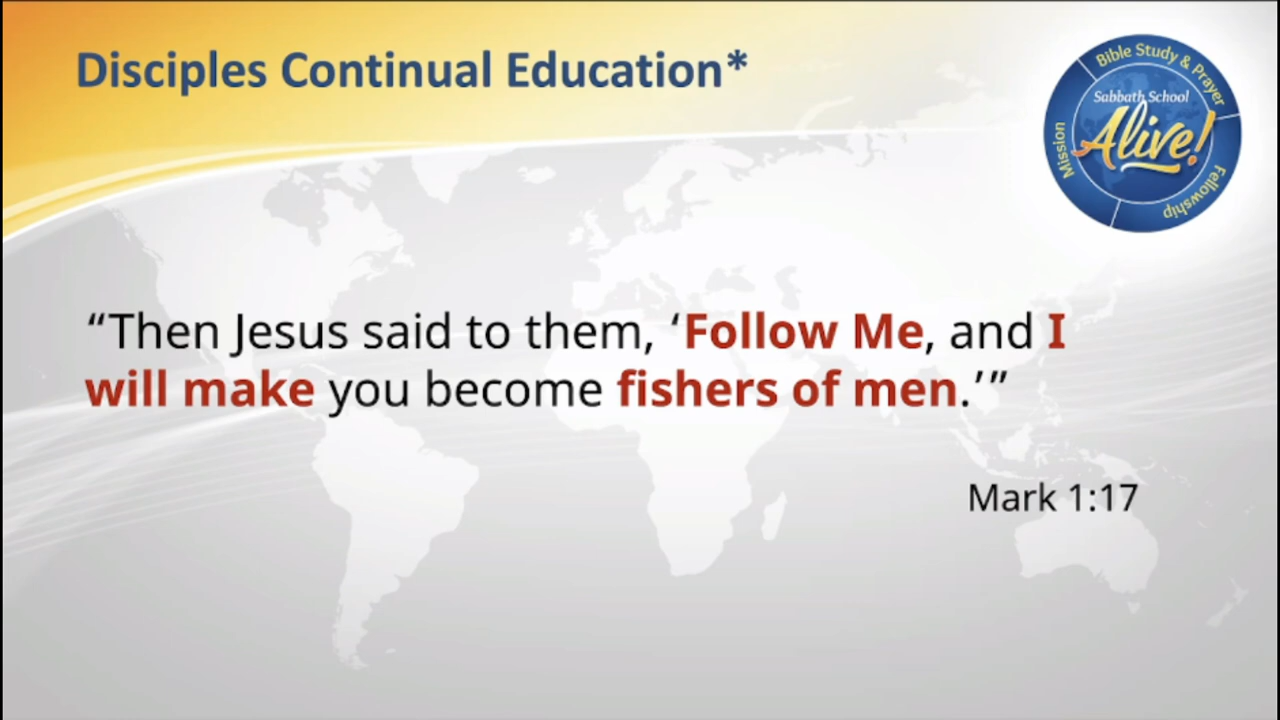 Disciples Continual Education*
Bible Study & Prayer
Sabbath School
Alive!
Mission
Fellowship
“Then Jesus said to them, ‘Follow Me, and I
will make you become fishers of men.’”
Mark 1:17